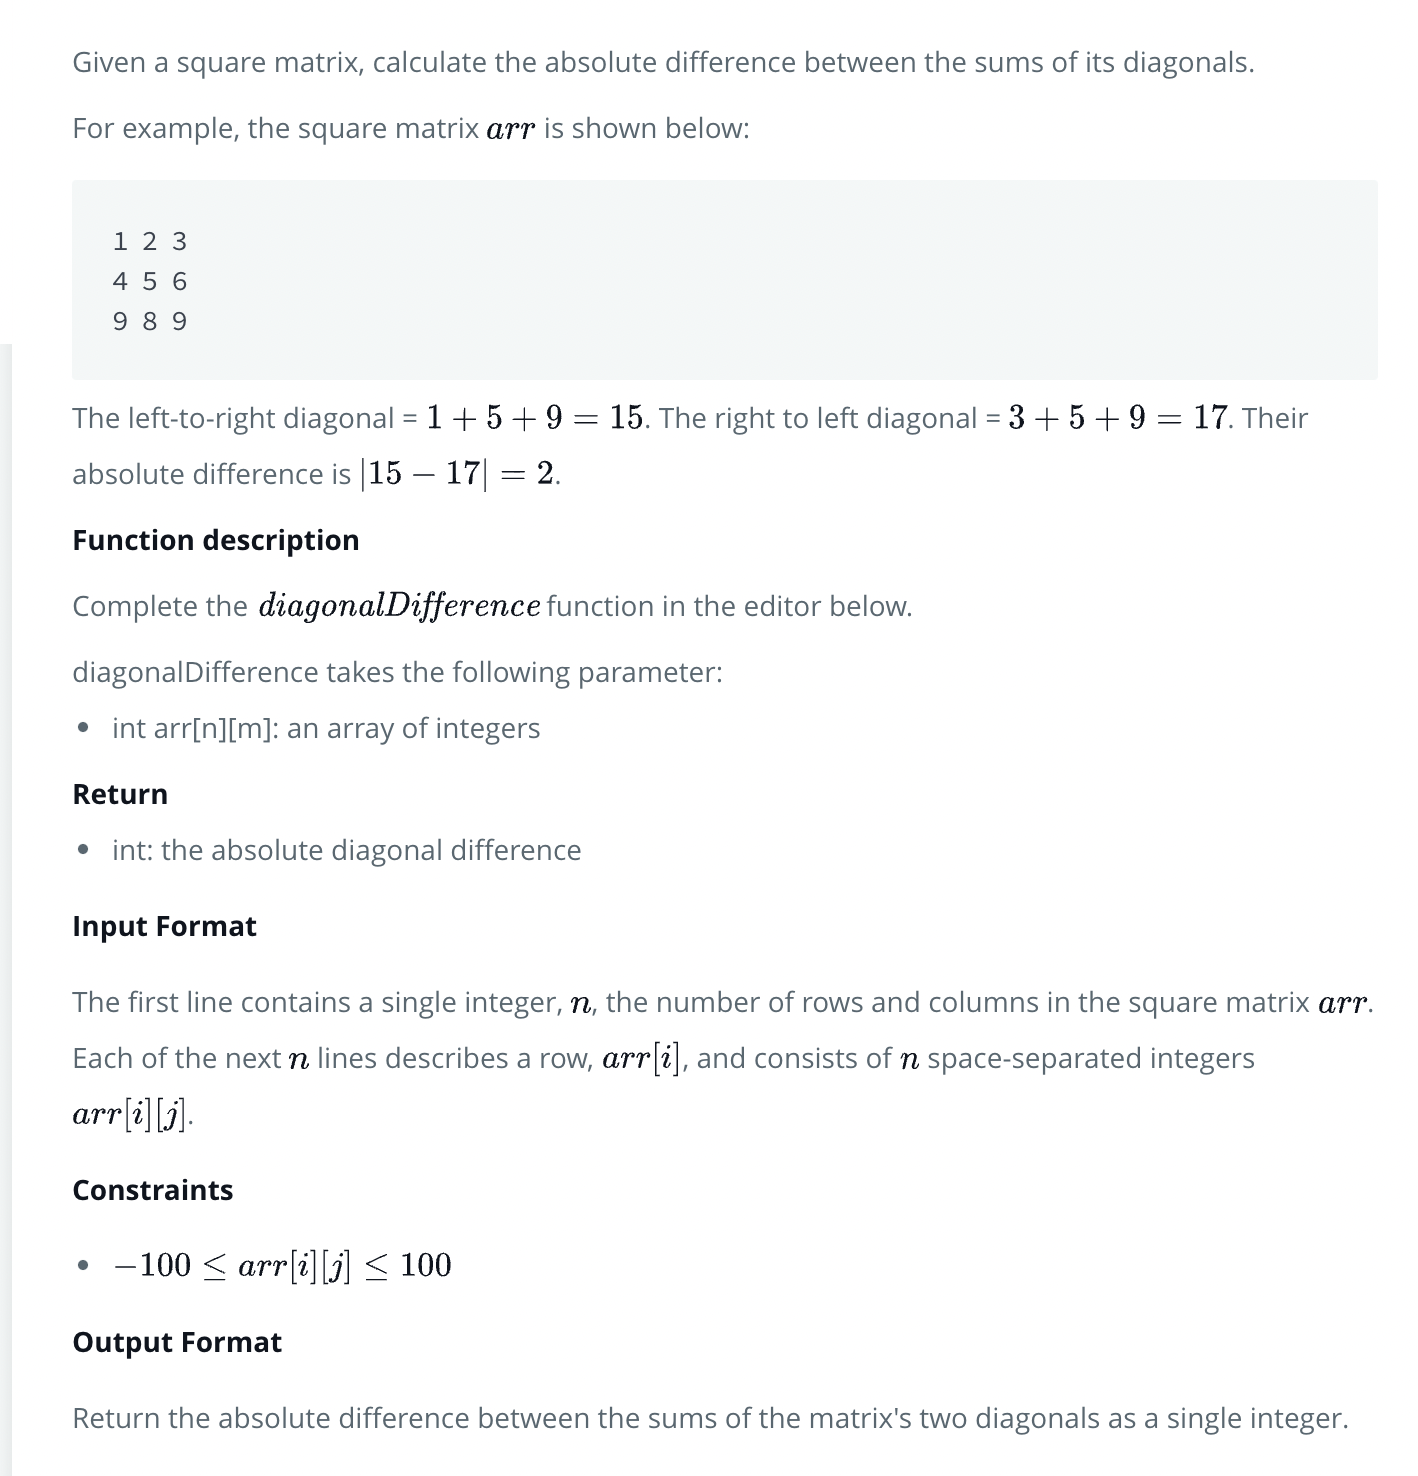 Given a square matrix, calculate the absolute difference between the sums of its diagonals.
For example, the square matrix arr is shown below:
1 2 3
4 5 6
9 8 9
The left-to-right diagonal = 1 + 5 + 9 = 15. The right to left diagonal = 3 + 5 + 9 = 17. Their
absolute difference is |15 − 17| = 2.
Function description
Complete the diagonalDifference function in the editor below.
diagonalDifference takes the following parameter:
• int arr[n][m]: an array of integers
Return
• int: the absolute diagonal difference
Input Format
The first line contains a single integer, n, the number of rows and columns in the square matrix arr.
Each of the next n lines describes a row, arr[i], and consists of n space-separated integers
arr[i][j].
Constraints
• −100 ≤ arr[i][j] ≤ 100
Output Format
Return the absolute difference between the sums of the matrix's two diagonals as a single integer.